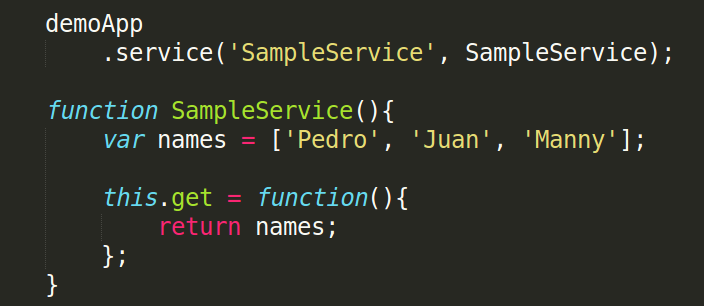 demoApp
    .service('SampleService', SampleService);

function SampleService(){
    var names = ['Pedro', 'Juan', 'Manny'];

    this.get = function(){
        return names;
    };
}